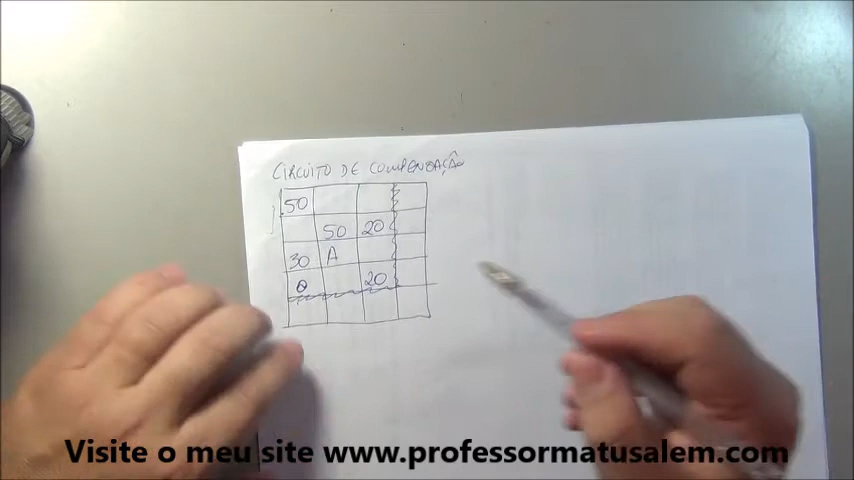 CIRCUITO DE COMPENSAÇÃO
50
50 20
30 A
0 20
Visite o meu site www.professormatusalem.com